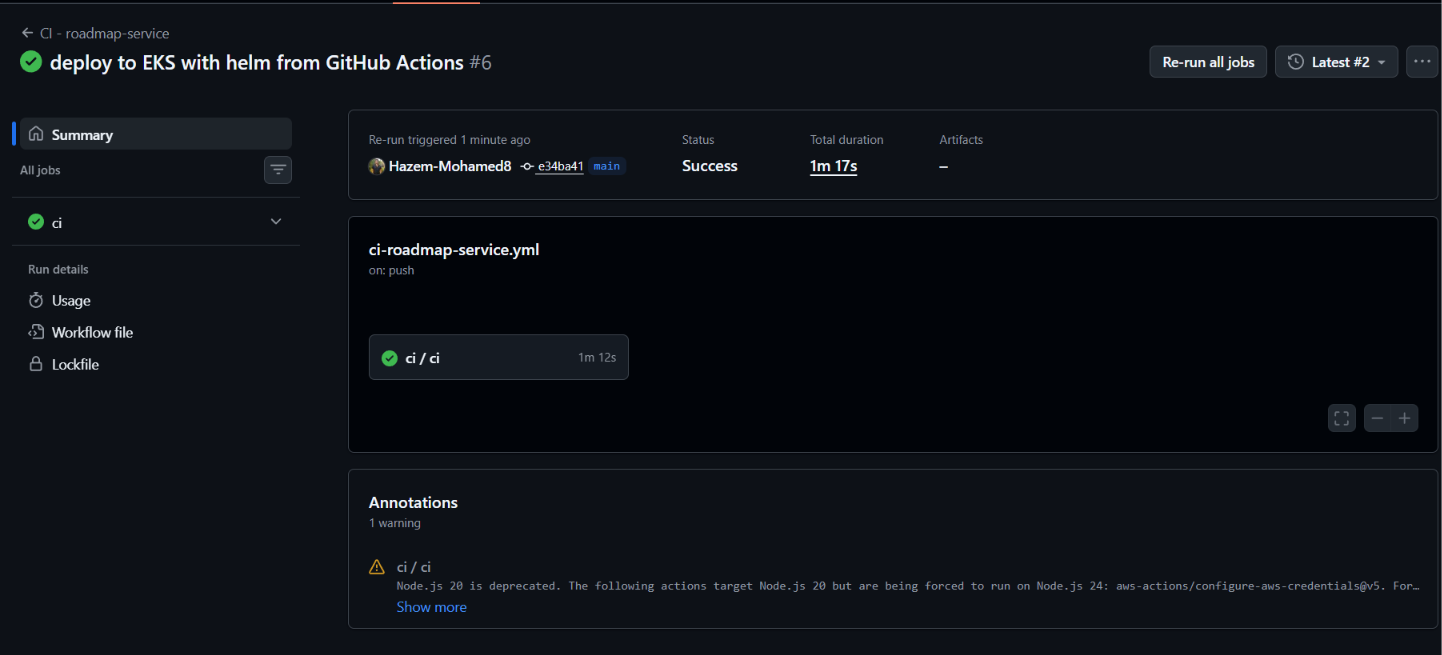 ← CI - roadmap-service
deploy to EKS with helm from GitHub Actions #6
Re-run all jobs
Latest #2
...
Summary
All jobs
ci
Run details
Usage
Workflow file
Lockfile
Re-run triggered 1 minute ago
Hazem-Mohamed8 e34ba41 main
Status
Success
Total duration
1m 17s
Artifacts
–
ci-roadmap-service.yml
on: push
ci / ci 1m 12s
Annotations
1 warning
ci / ci
Node.js 20 is deprecated. The following actions target Node.js 20 but are being forced to run on Node.js 24: aws-actions/configure-aws-credentials@v5. For…
Show more